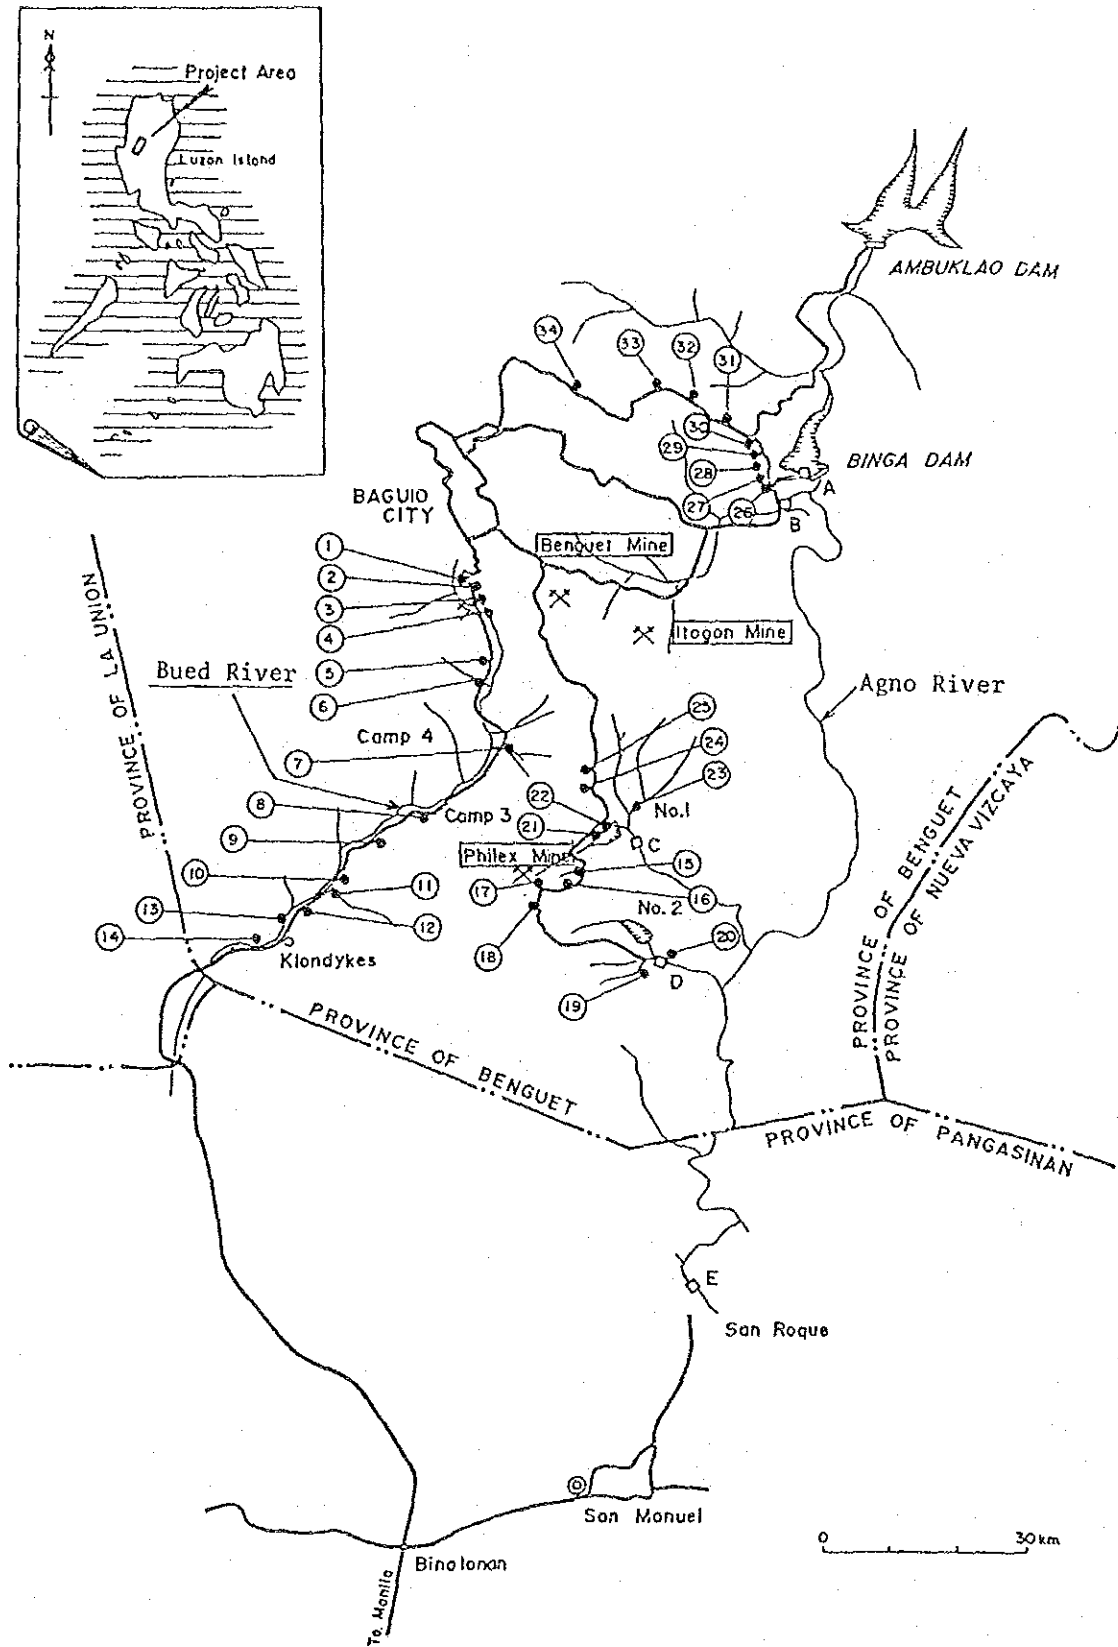 N
Project Area
Luzon Island
AMBUKLAO DAM
34
33
32
31
30
29
28
27
26
BINGA DAM
A
B
BAGUIO
CITY
Benguet Mine
Itogon Mine
1
2
3
4
5
6
PROVINCE OF LA UNION
Bued River
Agno River
Camp 4
7
25
24
23
22
No.1
8
Camp 3
21
C
9
Philex Mine
15
10
11
17
16
No. 2
13
12
18
14
Klondykes
20
D
19
PROVINCE OF BENGUET
PROVINCE OF NUEVA VIZCAYA
PROVINCE OF BENGUET
PROVINCE OF PANGASINAN
E
San Roque
San Manuel
Binalonan
To Manila
0 30 km